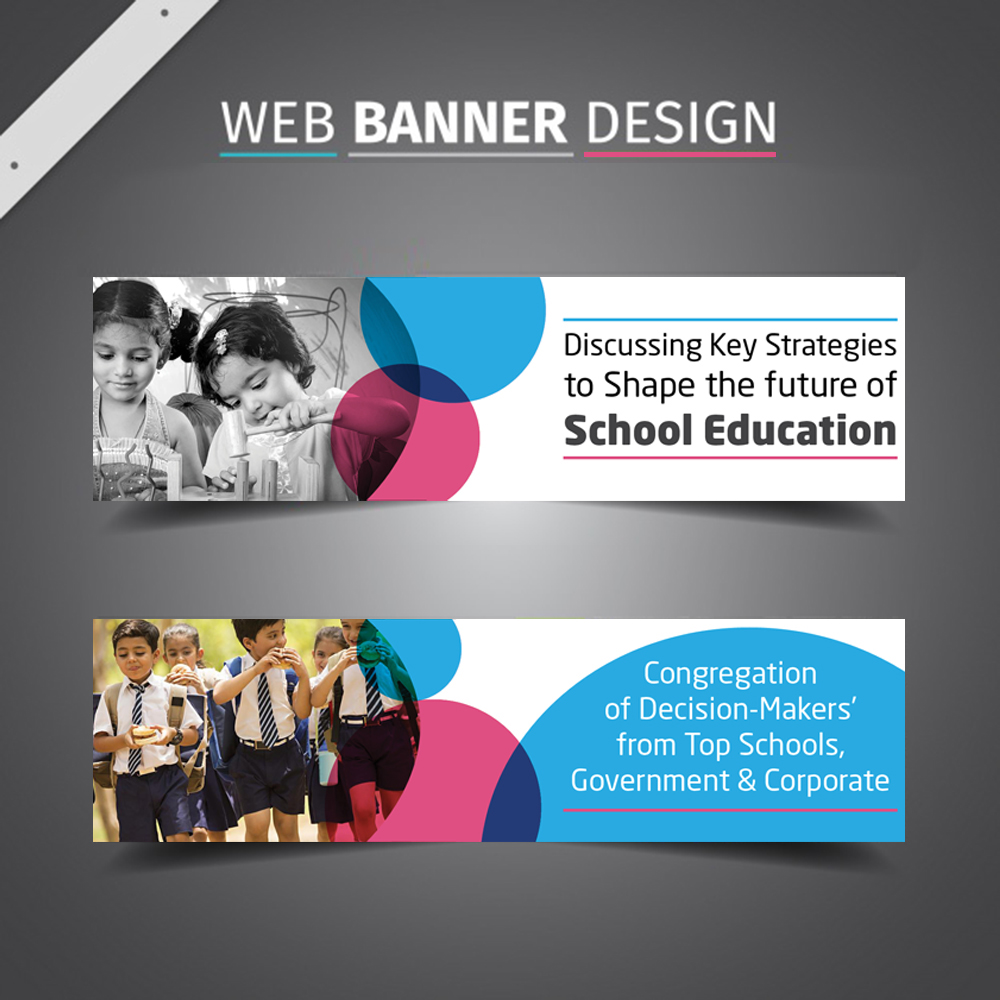 WEB BANNER DESIGN
Discussing Key Strategies
to Shape the future of
School Education
Congregation
of Decision-Makers'
from Top Schools,
Government & Corporate